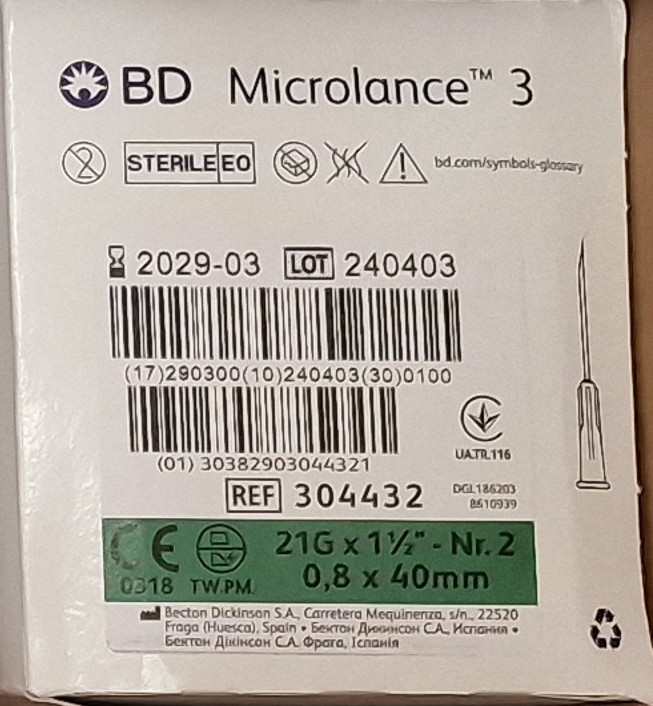 BD Microlance™ 3
2 STERILE EO bd.com/symbols-glossary
2029-03 LOT 240403
(17)290300(10)240403(30)0100
(01) 30382903044321
UA.TR.116
REF 304432
DGL186203
8610939
CE 21G x 1½" - Nr. 2
0318 TW.PM. 0,8 x 40mm
Becton Dickinson S.A., Carretera Mequinenza, s/n., 22520
Fraga (Huesca), Spain • Бектон Дикинсон С.А., Испания •
Бектон Дікінсон С.А. Фрага, Іспанія